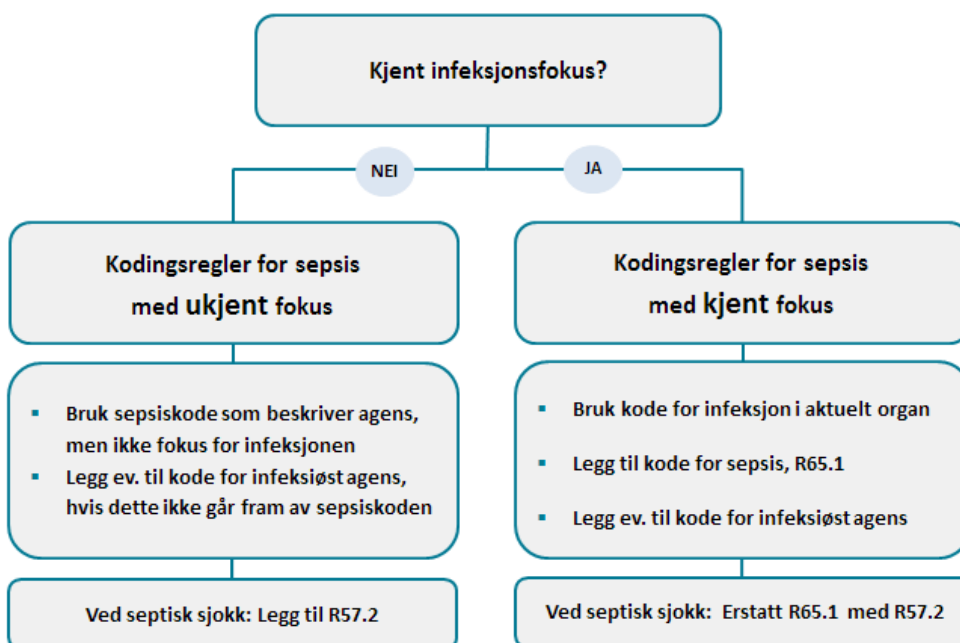 Kjent infeksjonsfokus?
NEI
JA
Kodingsregler for sepsis
med ukjent fokus
Kodingsregler for sepsis
med kjent fokus
▪ Bruk sepsiskode som beskriver agens,
men ikke fokus for infeksjonen
▪ Legg ev. til kode for infeksiøst agens,
hvis dette ikke går fram av sepsiskoden
▪ Bruk kode for infeksjon i aktuelt organ
▪ Legg til kode for sepsis, R65.1
▪ Legg ev. til kode for infeksiøst agens
Ved septisk sjokk: Legg til R57.2
Ved septisk sjokk: Erstatt R65.1 med R57.2